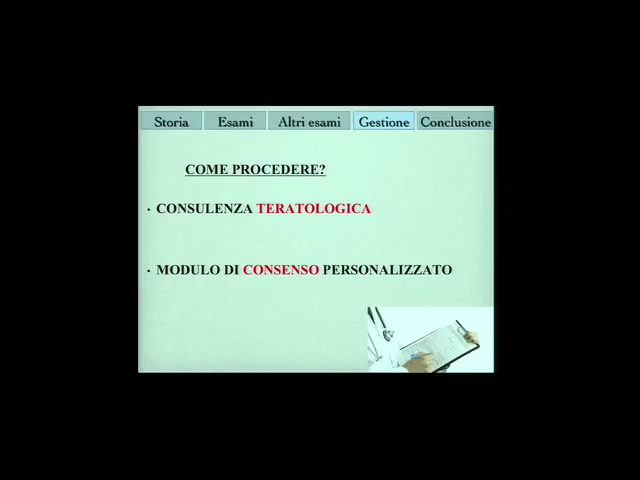 Storia Esami Altri esami Gestione Conclusione
COME PROCEDERE?
• CONSULENZA TERATOLOGICA
• MODULO DI CONSENSO PERSONALIZZATO